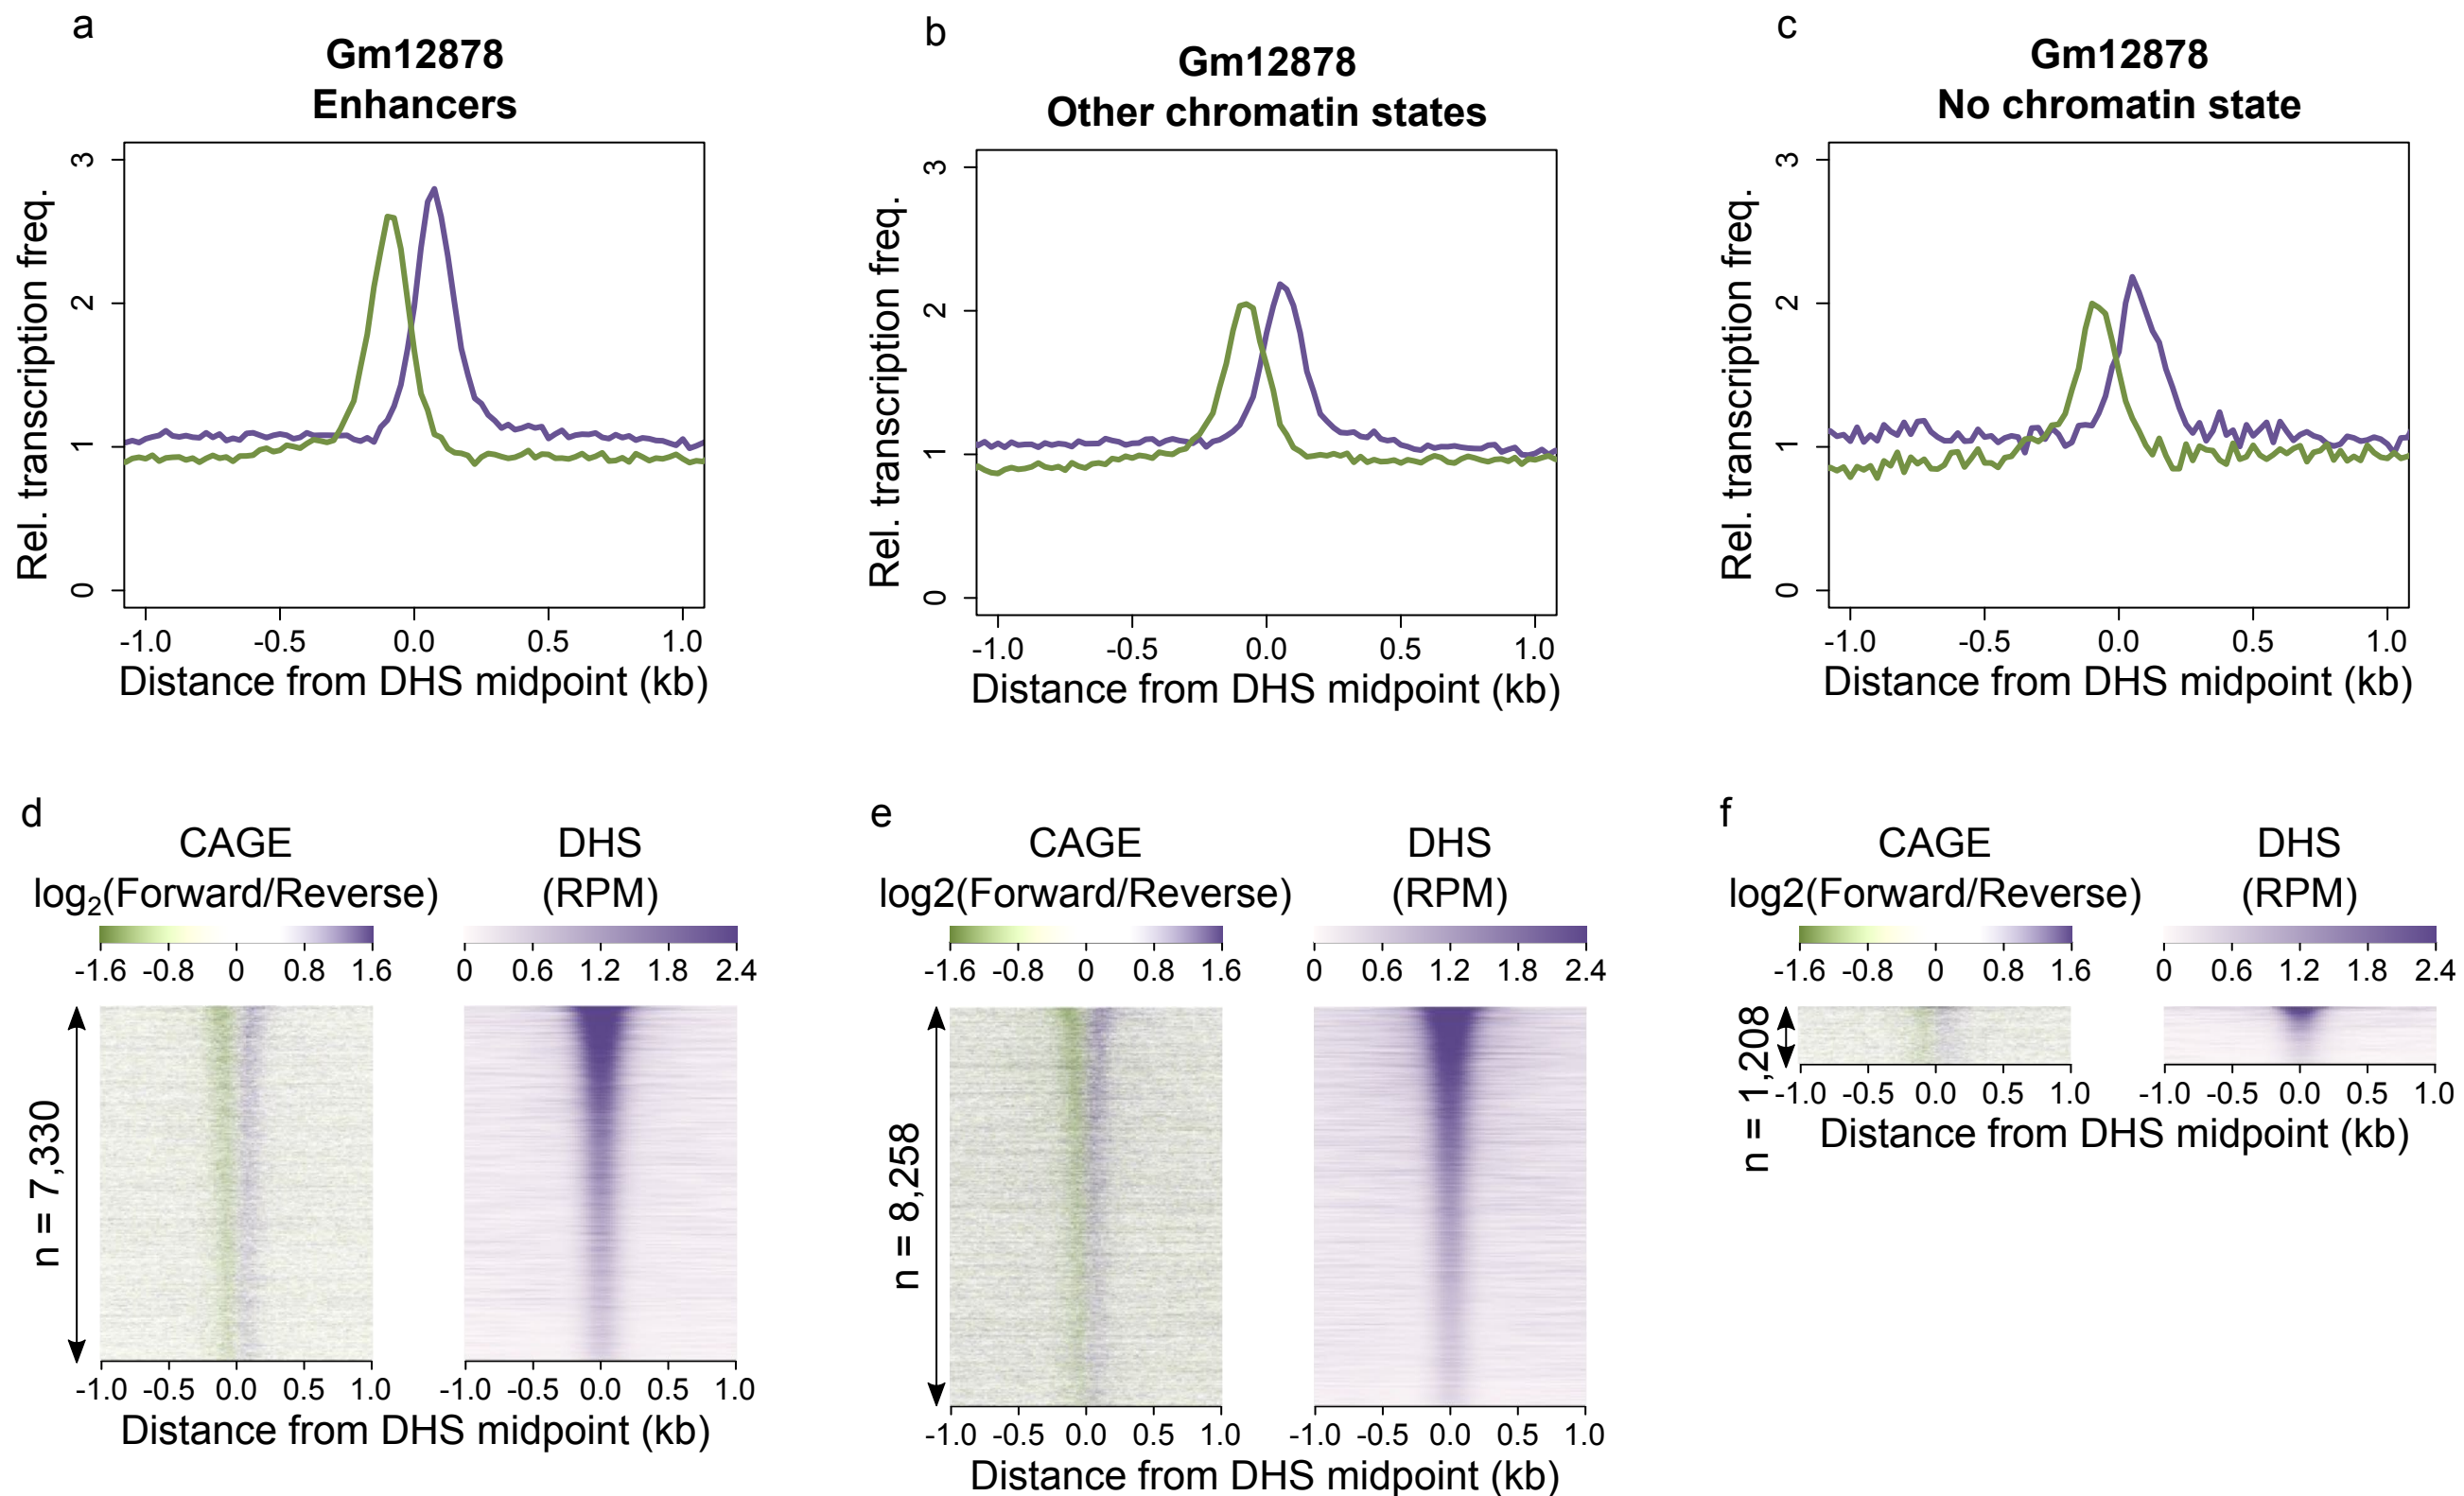 a
Gm12878
Enhancers
3
2
1
0
Rel. transcription freq.
-1.0 -0.5 0.0 0.5 1.0
Distance from DHS midpoint (kb)
b
Gm12878
Other chromatin states
3
2
1
0
Rel. transcription freq.
-1.0 -0.5 0.0 0.5 1.0
Distance from DHS midpoint (kb)
c
Gm12878
No chromatin state
3
2
1
0
Rel. transcription freq.
-1.0 -0.5 0.0 0.5 1.0
Distance from DHS midpoint (kb)
d
CAGE
log₂(Forward/Reverse)
-1.6 -0.8 0 0.8 1.6
DHS
(RPM)
0 0.6 1.2 1.8 2.4
n = 7,330
-1.0 -0.5 0.0 0.5 1.0
-1.0 -0.5 0.0 0.5 1.0
Distance from DHS midpoint (kb)
e
CAGE
log2(Forward/Reverse)
-1.6 -0.8 0 0.8 1.6
DHS
(RPM)
0 0.6 1.2 1.8 2.4
n = 8,258
-1.0 -0.5 0.0 0.5 1.0
-1.0 -0.5 0.0 0.5 1.0
Distance from DHS midpoint (kb)
f
CAGE
log2(Forward/Reverse)
-1.6 -0.8 0 0.8 1.6
DHS
(RPM)
0 0.6 1.2 1.8 2.4
n = 1,208
-1.0 -0.5 0.0 0.5 1.0
-1.0 -0.5 0.0 0.5 1.0
Distance from DHS midpoint (kb)